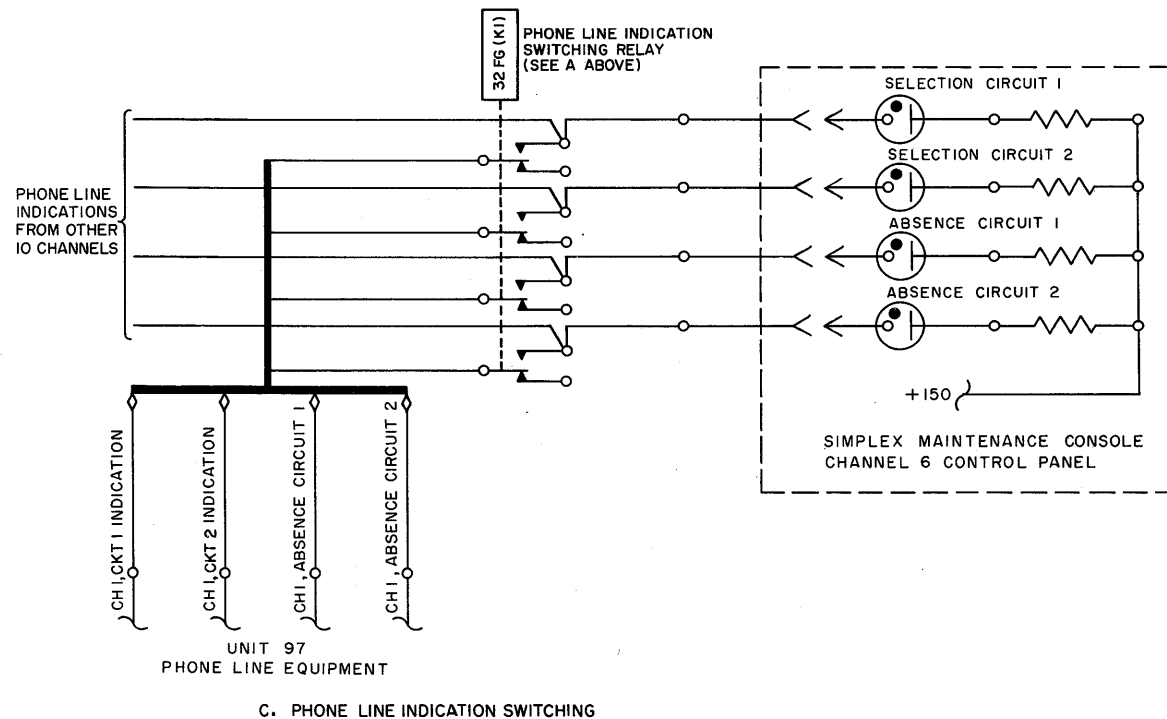 32 FG (K1)
PHONE LINE INDICATION
SWITCHING RELAY
(SEE A ABOVE)
SELECTION CIRCUIT 1
SELECTION CIRCUIT 2
PHONE LINE
INDICATIONS
FROM OTHER
IO CHANNELS
ABSENCE CIRCUIT 1
ABSENCE CIRCUIT 2
+150
SIMPLEX MAINTENANCE CONSOLE
CHANNEL 6 CONTROL PANEL
CH 1, CKT 1 INDICATION
CH 1, CKT 2 INDICATION
CH 1, ABSENCE CIRCUIT 1
CH 1, ABSENCE CIRCUIT 2
UNIT 97
PHONE LINE EQUIPMENT
C. PHONE LINE INDICATION SWITCHING